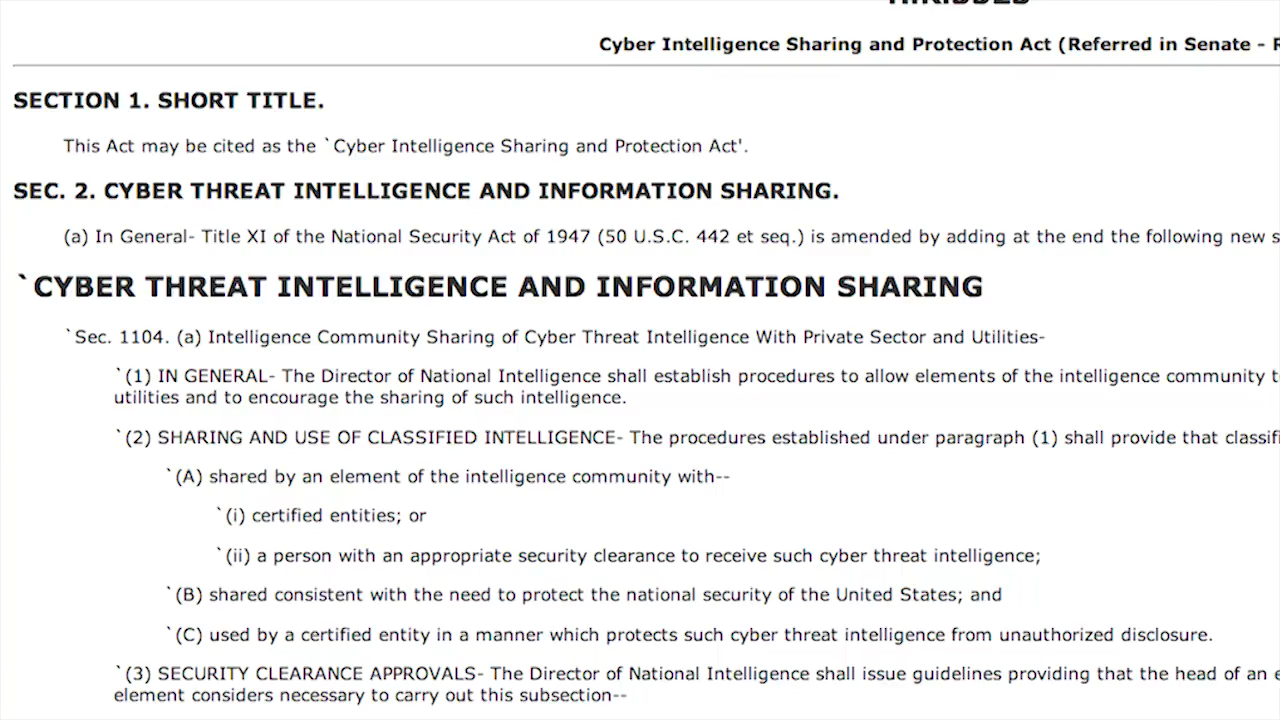 Cyber Intelligence Sharing and Protection Act (Referred in Senate -
SECTION 1. SHORT TITLE.
This Act may be cited as the `Cyber Intelligence Sharing and Protection Act'.
SEC. 2. CYBER THREAT INTELLIGENCE AND INFORMATION SHARING.
(a) In General- Title XI of the National Security Act of 1947 (50 U.S.C. 442 et seq.) is amended by adding at the end the following new
`CYBER THREAT INTELLIGENCE AND INFORMATION SHARING
`Sec. 1104. (a) Intelligence Community Sharing of Cyber Threat Intelligence With Private Sector and Utilities-
`(1) IN GENERAL- The Director of National Intelligence shall establish procedures to allow elements of the intelligence community
utilities and to encourage the sharing of such intelligence.
`(2) SHARING AND USE OF CLASSIFIED INTELLIGENCE- The procedures established under paragraph (1) shall provide that
`(A) shared by an element of the intelligence community with--
`(i) certified entities; or
`(ii) a person with an appropriate security clearance to receive such cyber threat intelligence;
`(B) shared consistent with the need to protect the national security of the United States; and
`(C) used by a certified entity in a manner which protects such cyber threat intelligence from unauthorized disclosure.
`(3) SECURITY CLEARANCE APPROVALS- The Director of National Intelligence shall issue guidelines providing that the head of an
element considers necessary to carry out this subsection--